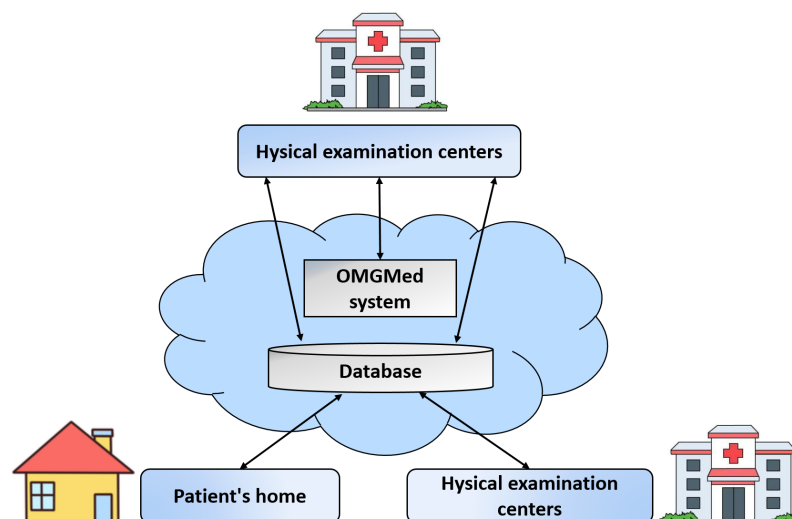 Hysical examination centers
OMGMed
system
Database
Patient's home
Hysical examination
centers